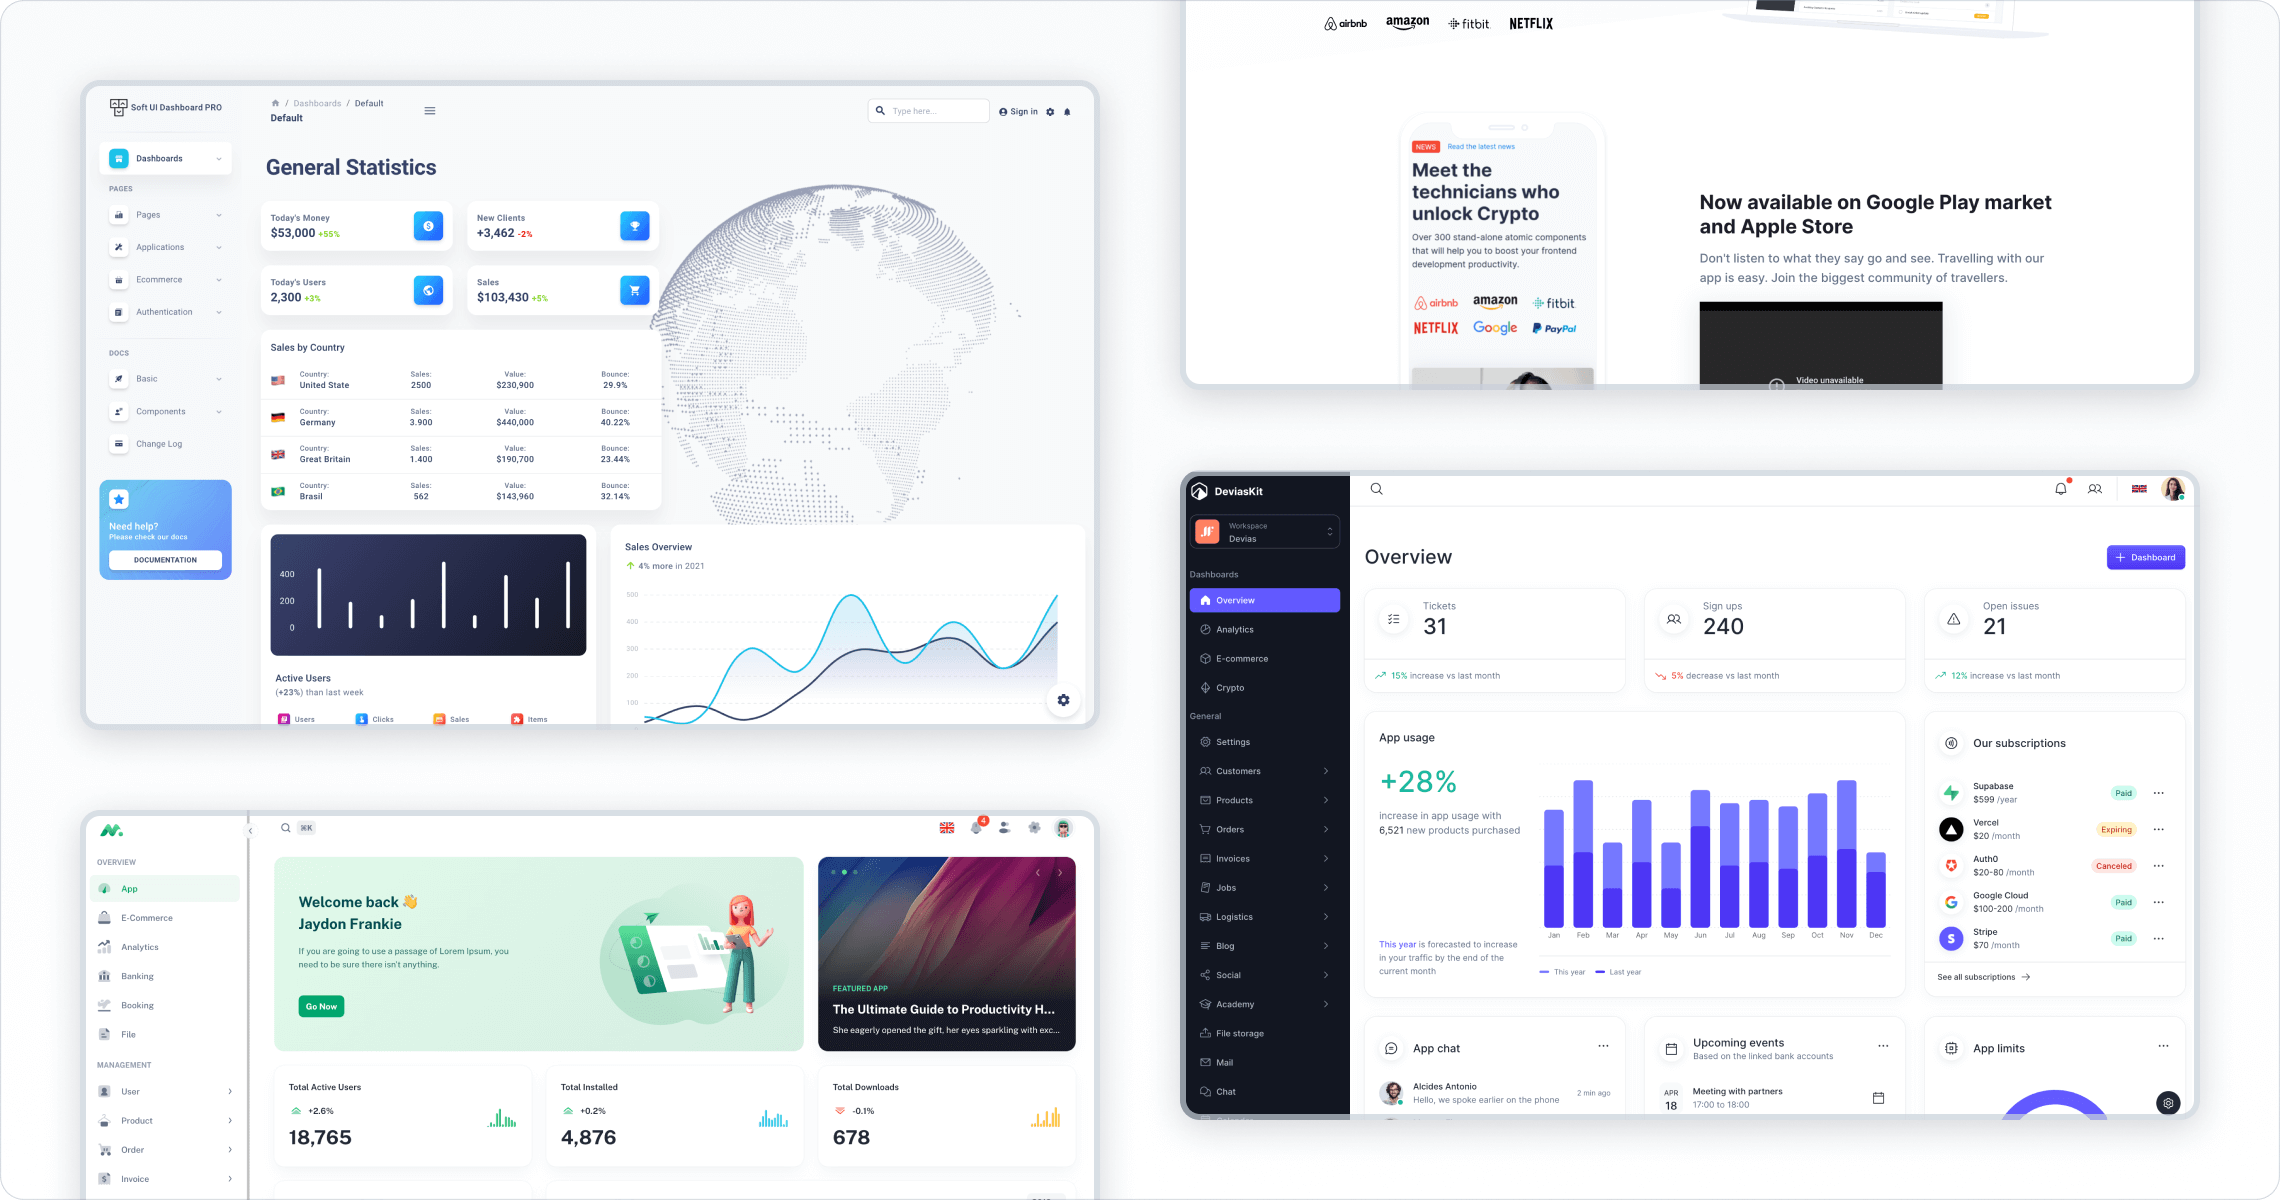 Soft UI Dashboard PRO
/ Dashboards / Default
Default
Type here...
Sign in
Dashboards
PAGES
Pages
Applications
Ecommerce
Authentication
DOCS
Basic
Components
Change Log
Need help?
Please check our docs
DOCUMENTATION
General Statistics
Today's Money
$53,000 +55%
New Clients
+3,462 -2%
Today's Users
2,300 +3%
Sales
$103,430 +5%
Sales by Country
Country: Sales: Value: Bounce:
United State 2500 $230,900 29.9%
Country: Sales: Value: Bounce:
Germany 3.900 $440,000 40.22%
Country: Sales: Value: Bounce:
Great Britain 1.400 $190,700 23.44%
Country: Sales: Value: Bounce:
Brasil 562 $143,960 32.14%
400
200
0
Active Users
(+23%) than last week
Users Clicks Sales Items
Sales Overview
4% more in 2021
500
400
300
200
100
airbnb amazon fitbit NETFLIX
NEWS Read the latest news
Meet the
technicians who
unlock Crypto
Over 300 stand-alone atomic components
that will help you to boost your frontend
development productivity.
airbnb amazon fitbit
NETFLIX Google PayPal
Now available on Google Play market
and Apple Store
Don't listen to what they say go and see. Travelling with our
app is easy. Join the biggest community of travellers.
Video unavailable
⌘K
4
OVERVIEW
App
E-Commerce
Analytics
Banking
Booking
File
MANAGEMENT
User
Product
Order
Invoice
Welcome back 👋
Jaydon Frankie
If you are going to use a passage of Lorem Ipsum, you
need to be sure there isn't anything.
Go Now
FEATURED APP
The Ultimate Guide to Productivity H...
She eagerly opened the gift, her eyes sparkling with exc...
Total Active Users
+2.6%
18,765
Total Installed
+0.2%
4,876
Total Downloads
-0.1%
678
DeviasKit
Workspace
Devias
Dashboards
Overview
Analytics
E-commerce
Crypto
General
Settings
Customers
Products
Orders
Invoices
Jobs
Logistics
Blog
Social
Academy
File storage
Mail
Chat
Overview
+ Dashboard
Tickets
31
15% increase vs last month
Sign ups
240
5% decrease vs last month
Open issues
21
12% increase vs last month
App usage
+28%
increase in app usage with
6,521 new products purchased
This year is forecasted to increase
in your traffic by the end of the
current month
Jan Feb Mar Apr May Jun Jul Aug Sep Oct Nov Dec
This year Last year
Our subscriptions
Supabase
$599 /year
Paid
Vercel
$20 /month
Expiring
Auth0
$20-80 /month
Canceled
Google Cloud
$100-200 /month
Paid
Stripe
$70 /month
Paid
See all subscriptions
App chat
Alcides Antonio
Hello, we spoke earlier on the phone
2 min ago
Upcoming events
Based on the linked bank accounts
APR
18
Meeting with partners
17:00 to 18:00
App limits